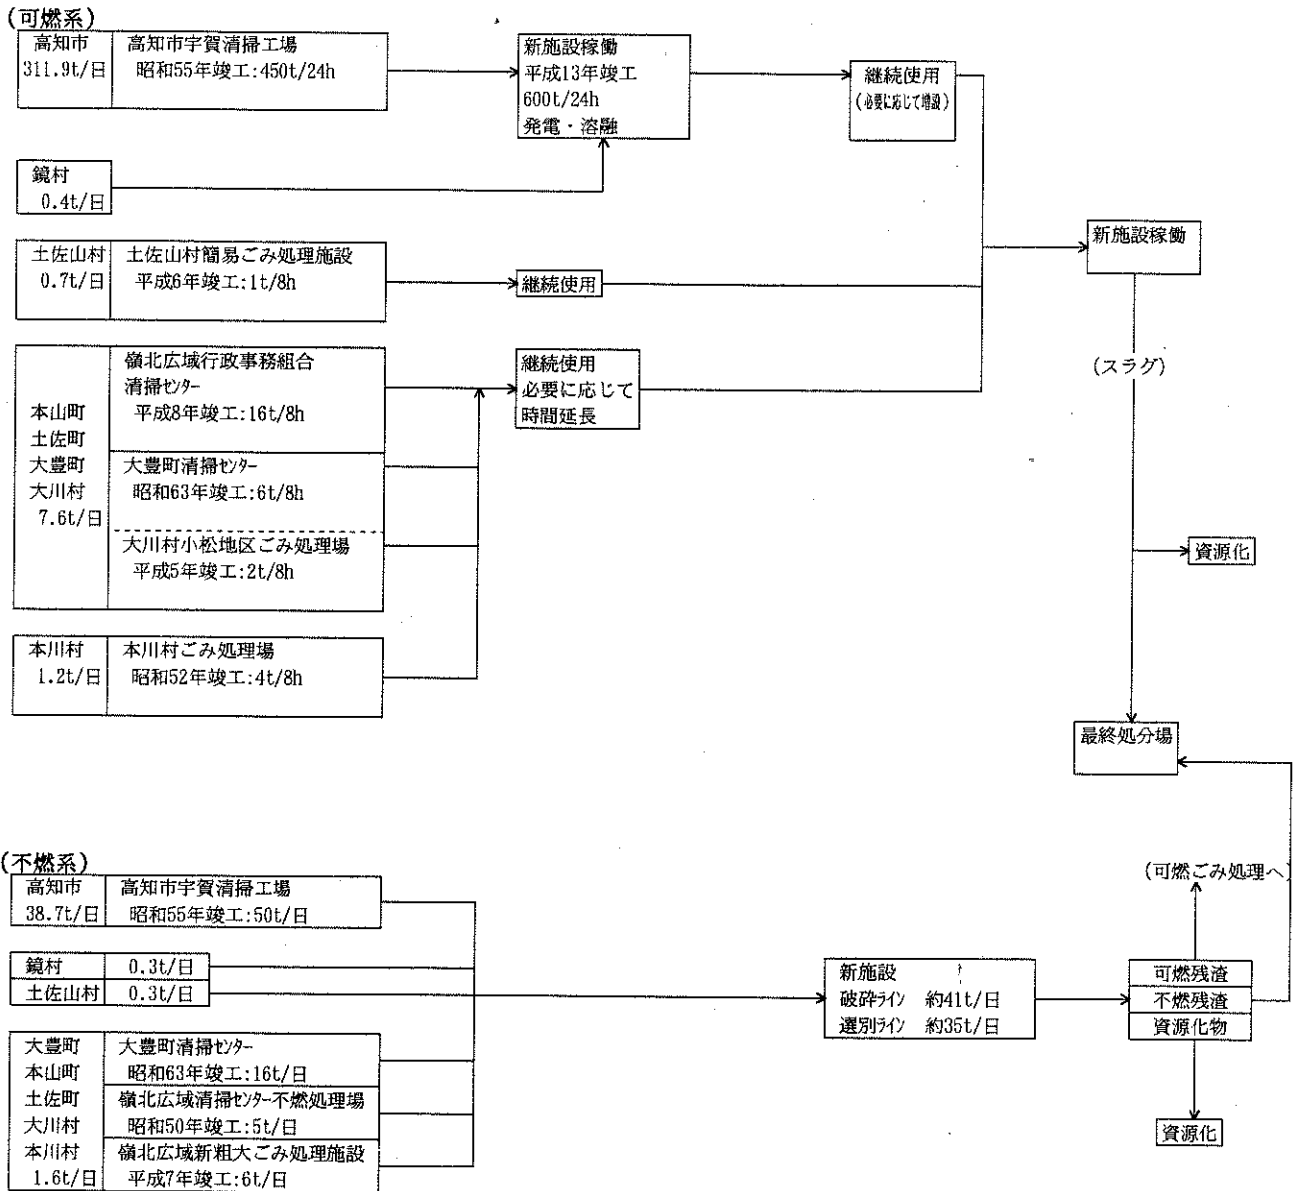 (可燃系)
高知市
311.9t/日
高知市宇賀清掃工場
昭和55年竣工:450t/24h
新施設稼働
平成13年竣工
600t/24h
発電・溶融
継続使用
(必要に応じて増設)
鏡村
0.4t/日
土佐山村
0.7t/日
土佐山村簡易ごみ処理施設
平成6年竣工:1t/8h
継続使用
新施設稼働
本山町
土佐町
大豊町
大川村
7.6t/日
嶺北広域行政事務組合
清掃センター
平成8年竣工:16t/8h
大豊町清掃センター
昭和63年竣工:6t/8h
大川村小松地区ごみ処理場
平成5年竣工:2t/8h
継続使用
必要に応じて
時間延長
(スラグ)
資源化
本川村
1.2t/日
本川村ごみ処理場
昭和52年竣工:4t/8h
最終処分場
(不燃系)
高知市
38.7t/日
高知市宇賀清掃工場
昭和55年竣工:50t/日
鏡村 0.3t/日
土佐山村 0.3t/日
大豊町
本山町
土佐町
大川村
本川村
1.6t/日
大豊町清掃センター
昭和63年竣工:16t/日
嶺北広域清掃センター不燃処理場
昭和50年竣工:5t/日
嶺北広域新粗大ごみ処理施設
平成7年竣工:6t/日
新施設
破砕ライン 約41t/日
選別ライン 約35t/日
(可燃ごみ処理へ)
可燃残渣
不燃残渣
資源化物
資源化